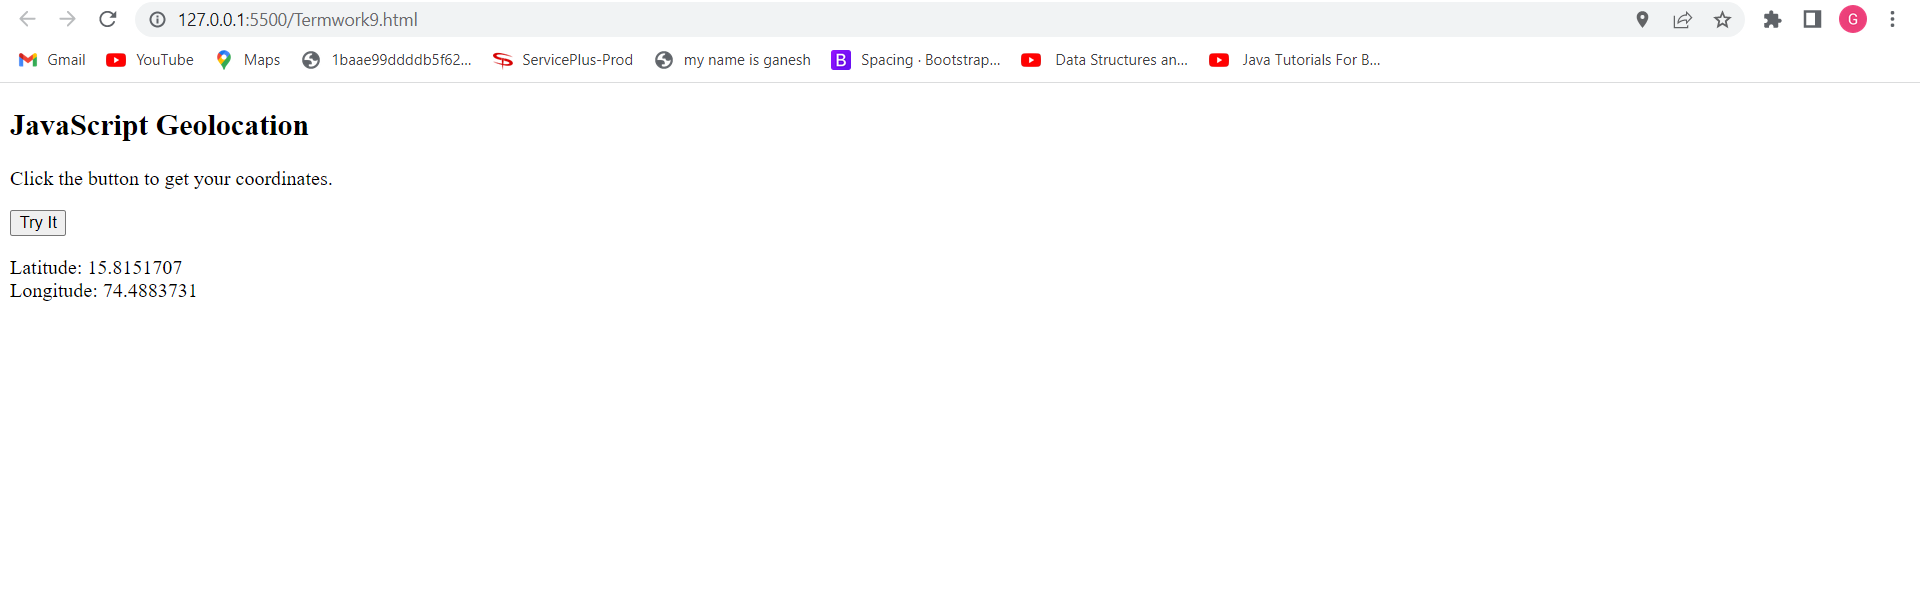 127.0.0.1:5500/Termwork9.html
G
Gmail YouTube Maps 1baae99ddddb5f62... ServicePlus-Prod my name is ganesh B Spacing · Bootstrap... Data Structures an... Java Tutorials For B...
JavaScript Geolocation
Click the button to get your coordinates.
Try It
Latitude: 15.8151707
Longitude: 74.4883731